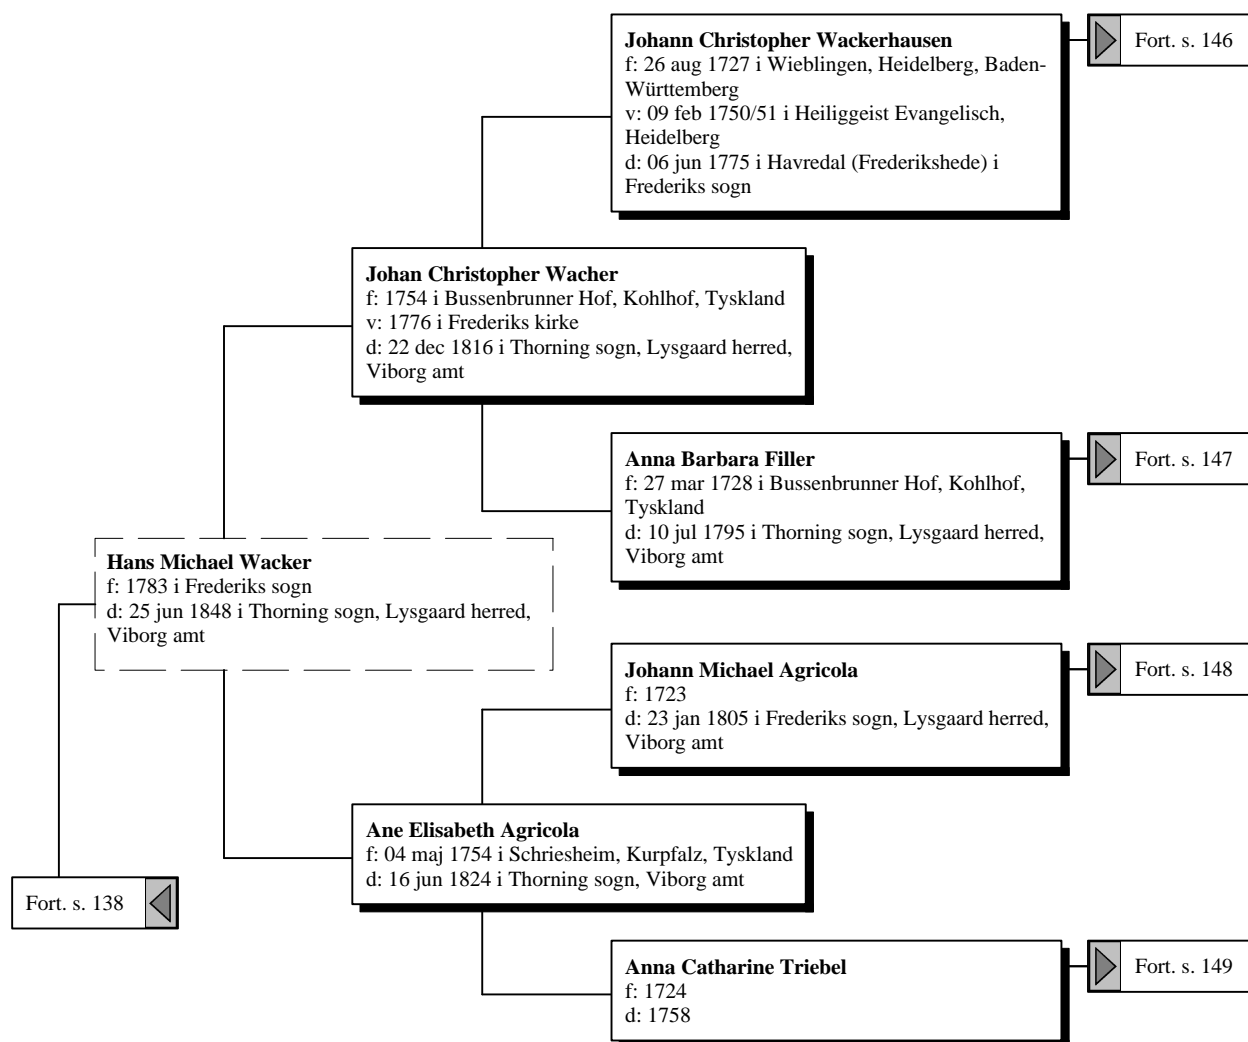 Johann Christopher Wackerhausen
f: 26 aug 1727 i Wieblingen, Heidelberg, Baden-
Württemberg
v: 09 feb 1750/51 i Heiliggeist Evangelisch,
Heidelberg
d: 06 jun 1775 i Havredal (Frederikshede) i
Frederiks sogn
Fort. s. 146
Johan Christopher Wacher
f: 1754 i Bussenbrunner Hof, Kohlhof, Tyskland
v: 1776 i Frederiks kirke
d: 22 dec 1816 i Thorning sogn, Lysgaard herred,
Viborg amt
Anna Barbara Filler
f: 27 mar 1728 i Bussenbrunner Hof, Kohlhof,
Tyskland
d: 10 jul 1795 i Thorning sogn, Lysgaard herred,
Viborg amt
Fort. s. 147
Hans Michael Wacker
f: 1783 i Frederiks sogn
d: 25 jun 1848 i Thorning sogn, Lysgaard herred,
Viborg amt
Johann Michael Agricola
f: 1723
d: 23 jan 1805 i Frederiks sogn, Lysgaard herred,
Viborg amt
Fort. s. 148
Ane Elisabeth Agricola
f: 04 maj 1754 i Schriesheim, Kurpfalz, Tyskland
d: 16 jun 1824 i Thorning sogn, Viborg amt
Fort. s. 138
Anna Catharine Triebel
f: 1724
d: 1758
Fort. s. 149